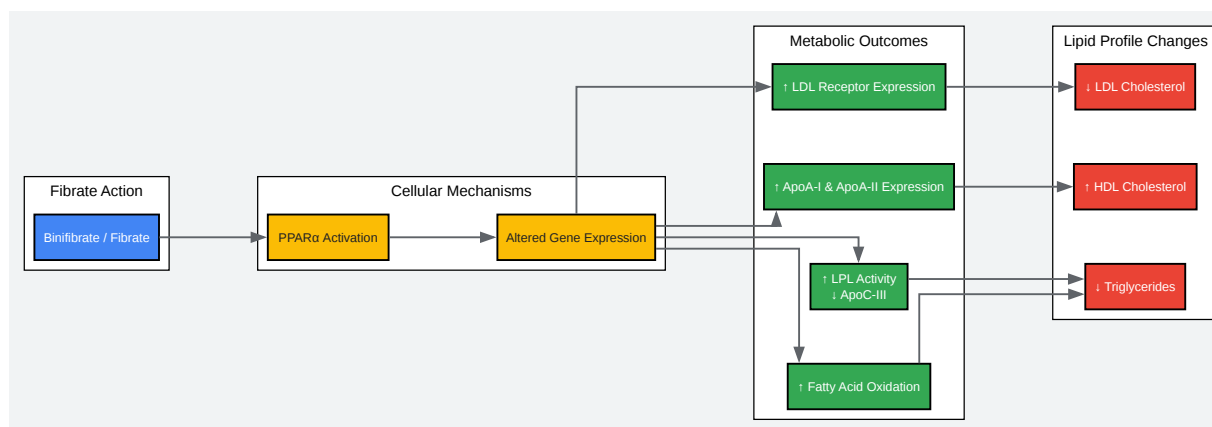 Fibrate Action
Binifibrate / Fibrate
Cellular Mechanisms
PPARα Activation
Altered Gene Expression
Metabolic Outcomes
↑ LDL Receptor Expression
↑ ApoA-I & ApoA-II Expression
↑ LPL Activity
↓ ApoC-III
↑ Fatty Acid Oxidation
Lipid Profile Changes
↓ LDL Cholesterol
↑ HDL Cholesterol
↓ Triglycerides